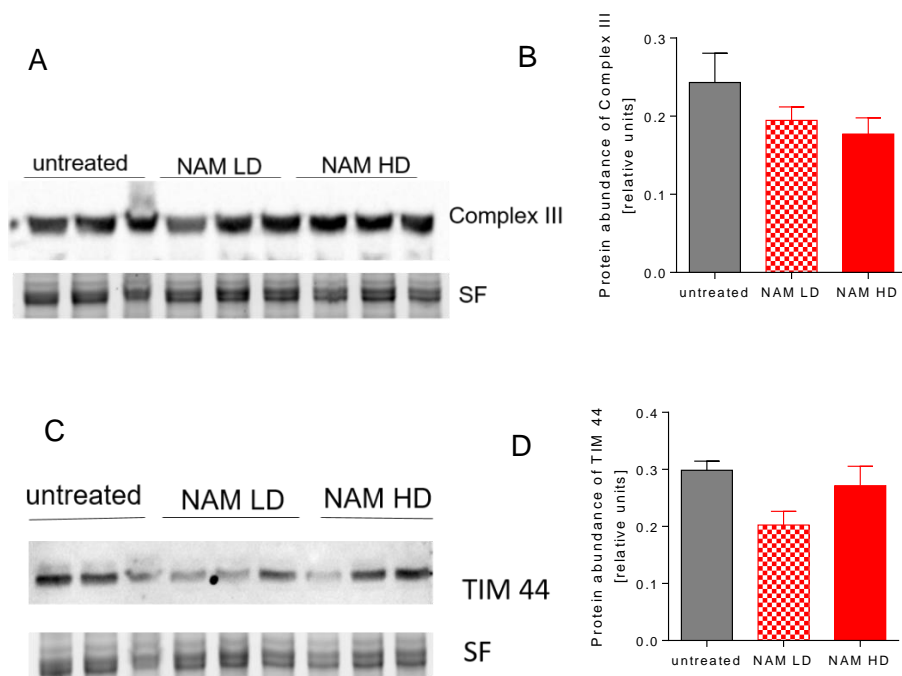 A
untreated
NAM LD
NAM HD
Complex III
SF
B
Protein abundance of Complex III
[relative units]
0.3
0.2
0.1
0.0
untreated
NAM LD
NAM HD
C
untreated
NAM LD
NAM HD
TIM 44
SF
D
Protein abundance of TIM 44
[relative units]
0.4
0.3
0.2
0.1
0.0
untreated
NAM LD
NAM HD